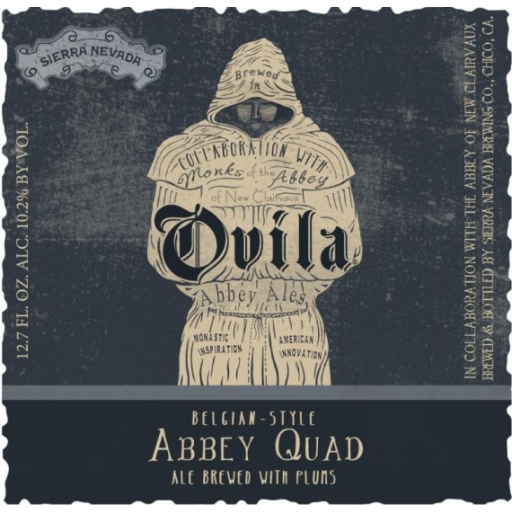 SIERRA NEVADA
Brewed
in
COLLABORATION WITH
Monks of the Abbey
of New Clairvaux
Ovila
Abbey Ales
MONASTIC
INSPIRATION
AMERICAN
INNOVATION
12.7 FL. OZ. ALC. 10.2% BY VOL.
IN COLLABORATION WITH THE ABBEY OF NEW CLAIRVAUX
BREWED & BOTTLED BY SIERRA NEVADA BREWING CO., CHICO, CA.
BELGIAN-STYLE
ABBEY QUAD
ALE BREWED WITH PLUMS